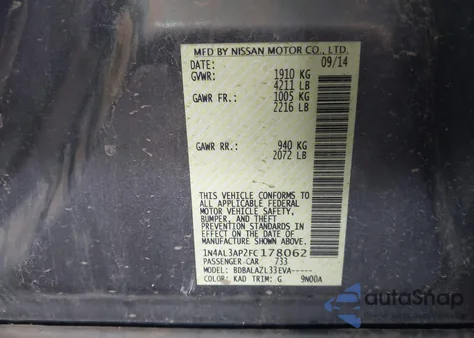 MFD BY NISSAN MOTOR CO., LTD.
DATE: 09/14
GVWR: 1910 KG
4211 LB
GAWR FR.: 1005 KG
2216 LB
GAWR RR.: 940 KG
2072 LB
THIS VEHICLE CONFORMS TO
ALL APPLICABLE FEDERAL
MOTOR VEHICLE SAFETY,
BUMPER, AND THEFT
PREVENTION STANDARDS IN
EFFECT ON THE DATE OF
MANUFACTURE SHOWN ABOVE.
1N4AL3AP2FC178062
PASSENGER-CAR 733
MODEL: BDBALAZL33EVA-----
COLOR: KAD TRIM: G 9N00A
autoSnap